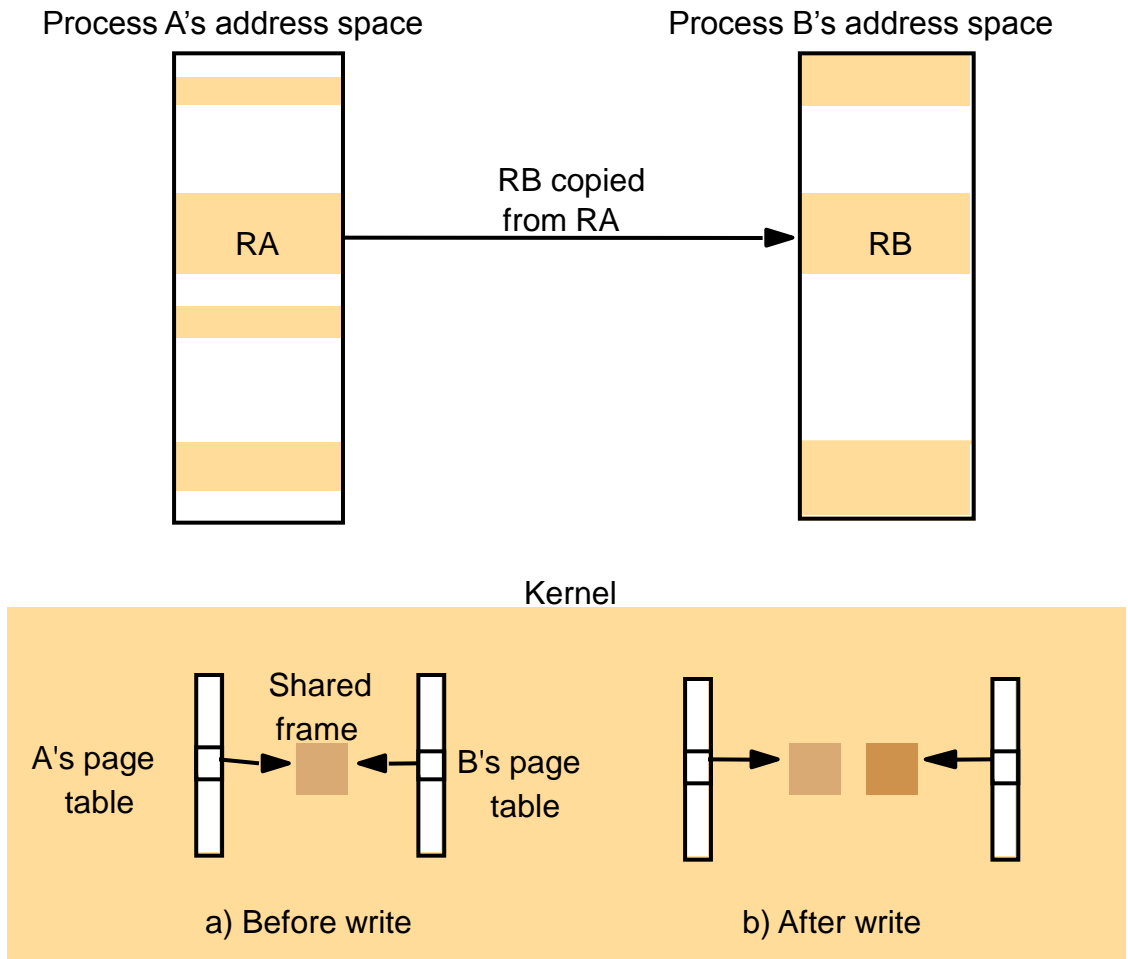 Process A’s address space
Process B’s address space
RB copied
from RA
RA
RB
Kernel
Shared
frame
A's page
table
B's page
table
a) Before write
b) After write